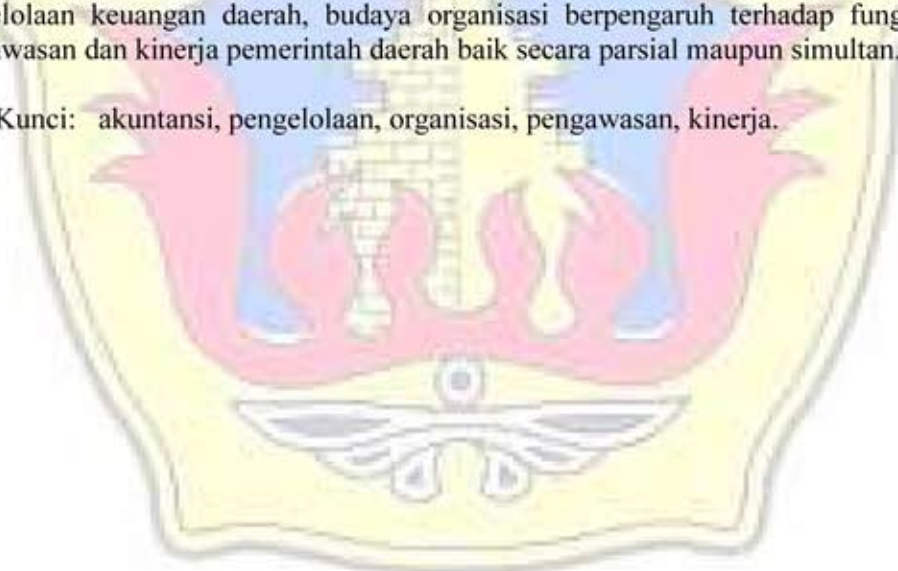 elolaan keuangan daerah, budaya organisasi berpengaruh terhadap fung
wasan dan kinerja pemerintah daerah baik secara parsial maupun simultan.
Kunci: akuntansi, pengelolaan, organisasi, pengawasan, kinerja.